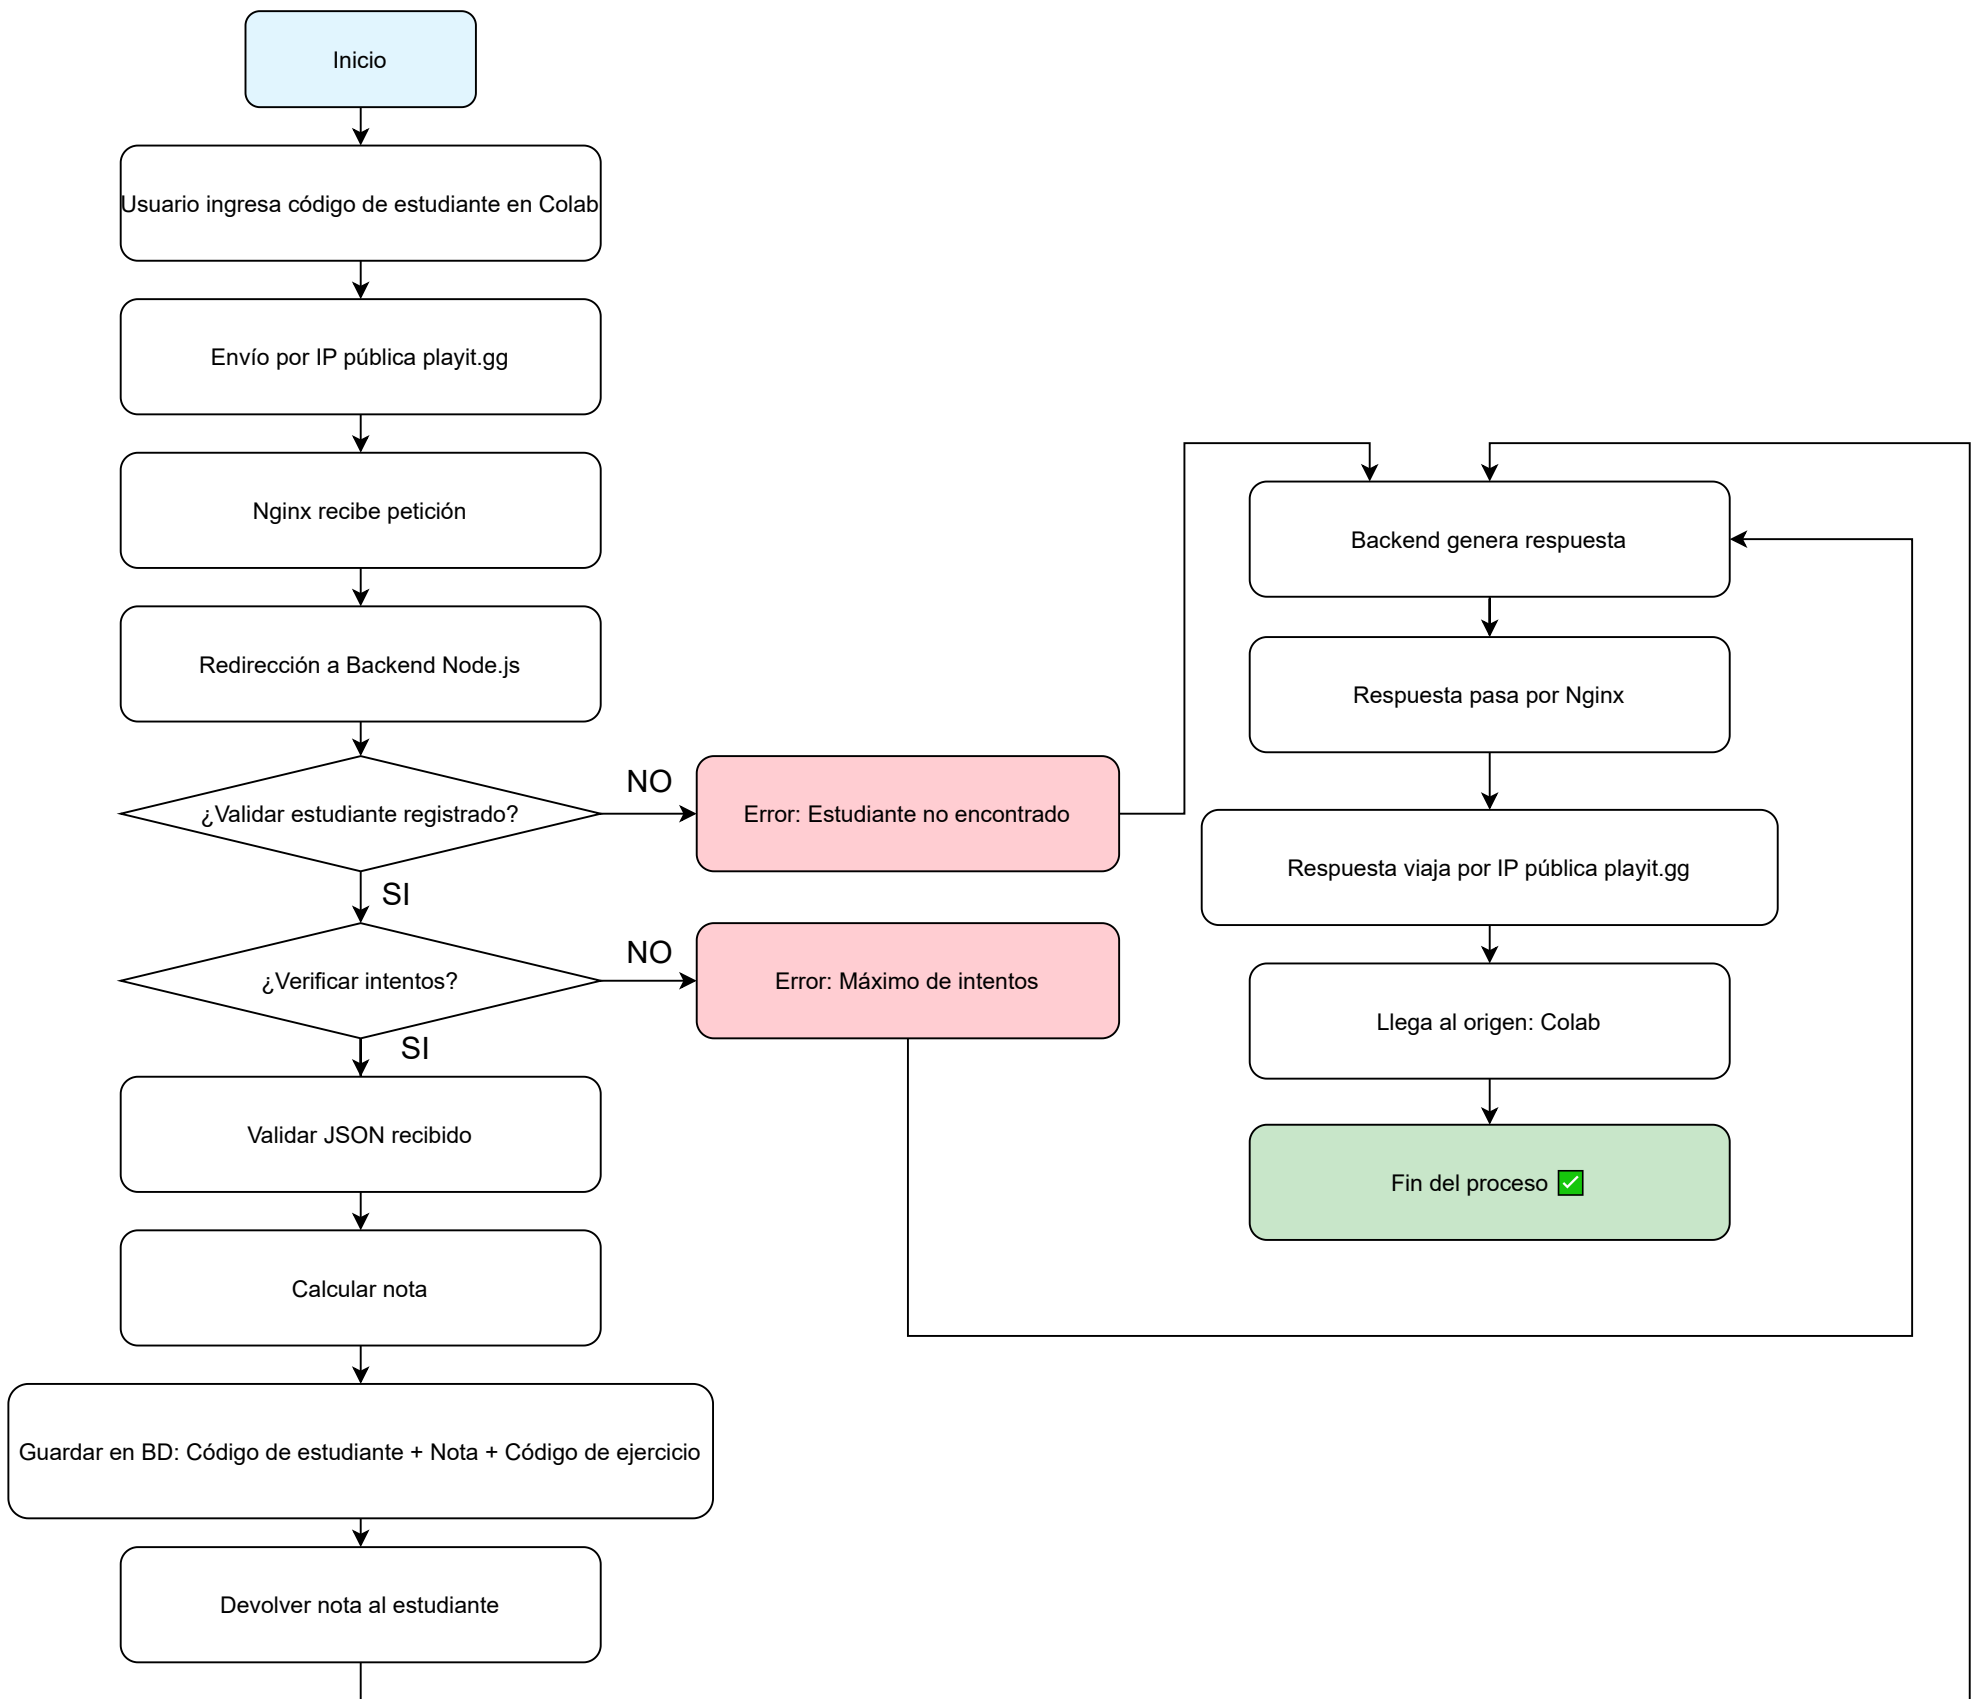 Inicio
Usuario ingresa código de estudiante en Colab
Envío por IP pública playit.gg
Nginx recibe petición
Redirección a Backend Node.js
¿Validar estudiante registrado?
NO
Error: Estudiante no encontrado
SI
¿Verificar intentos?
NO
Error: Máximo de intentos
SI
Validar JSON recibido
Calcular nota
Guardar en BD: Código de estudiante + Nota + Código de ejercicio
Devolver nota al estudiante
Backend genera respuesta
Respuesta pasa por Nginx
Respuesta viaja por IP pública playit.gg
Llega al origen: Colab
Fin del proceso ✅